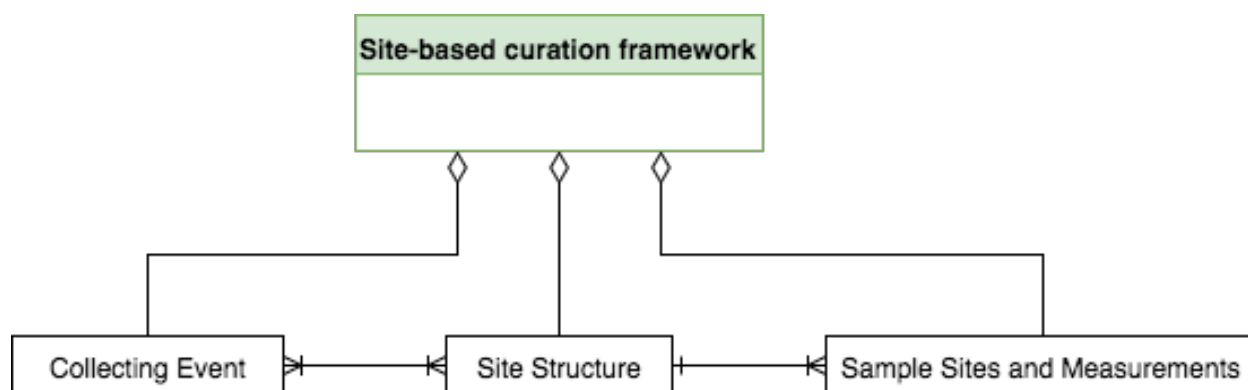 Site-based curation framework
Collecting Event
Site Structure
Sample Sites and Measurements